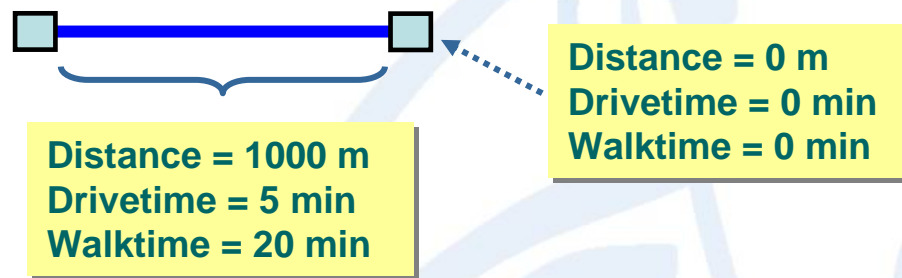 Distance = 0 m
Drivetime = 0 min
Walktime = 0 min
Distance = 1000 m
Drivetime = 5 min
Walktime = 20 min